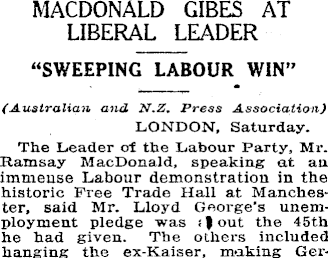 MACDONALD GIBES AT
LIBERAL LEADER
“SWEEPING LABOUR WIN”
(Australian and N.Z. Press Association)
LONDON, Saturday.
The Leader of the Labour Party, Mr.
Ramsay MacDonald, speaking at an
immense Labour demonstration in the
historic Free Trade Hall at Manches-
ter, said Mr. Lloyd George's unem-
ployment pledge was out the 45th
he had given. The others included
hanging the ex-Kaiser, making Ger-